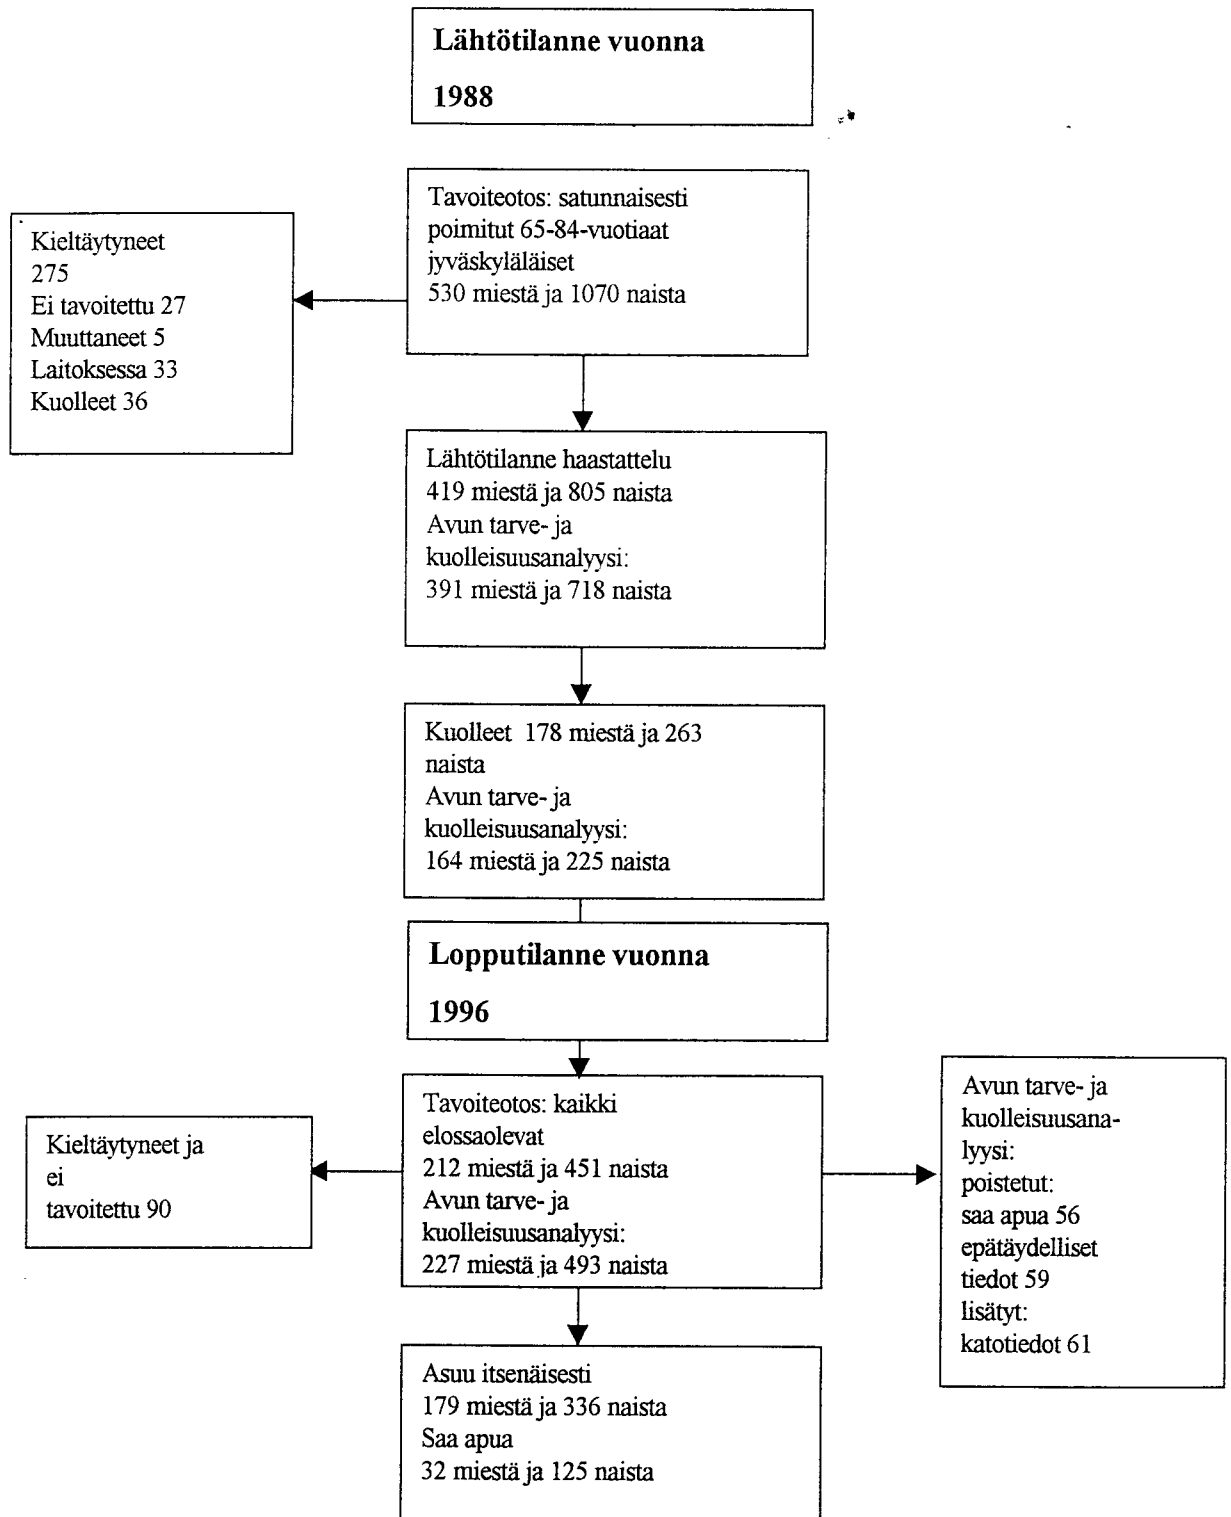 Lähtötilanne vuonna
1988
Tavoiteotos: satunnaisesti
poimitut 65-84-vuotiaat
jyväskyläläiset
530 miestä ja 1070 naista
Kieltäytyneet
275
Ei tavoitettu 27
Muuttaneet 5
Laitoksessa 33
Kuolleet 36
Lähtötilanne haastattelu
419 miestä ja 805 naista
Avun tarve- ja
kuolleisuusanalyysi:
391 miestä ja 718 naista
Kuolleet 178 miestä ja 263
naista
Avun tarve- ja
kuolleisuusanalyysi:
164 miestä ja 225 naista
Lopputilanne vuonna
1996
Tavoiteotos: kaikki
elossaolevat
212 miestä ja 451 naista
Avun tarve- ja
kuolleisuusanalyysi:
227 miestä ja 493 naista
Kieltäytyneet ja
ei
tavoitettu 90
Avun tarve- ja
kuolleisuusana-
lyysi:
poistetut:
saa apua 56
epätäydelliset
tiedot 59
lisätyt:
katotiedot 61
Asuu itsenäisesti
179 miestä ja 336 naista
Saa apua
32 miestä ja 125 naista